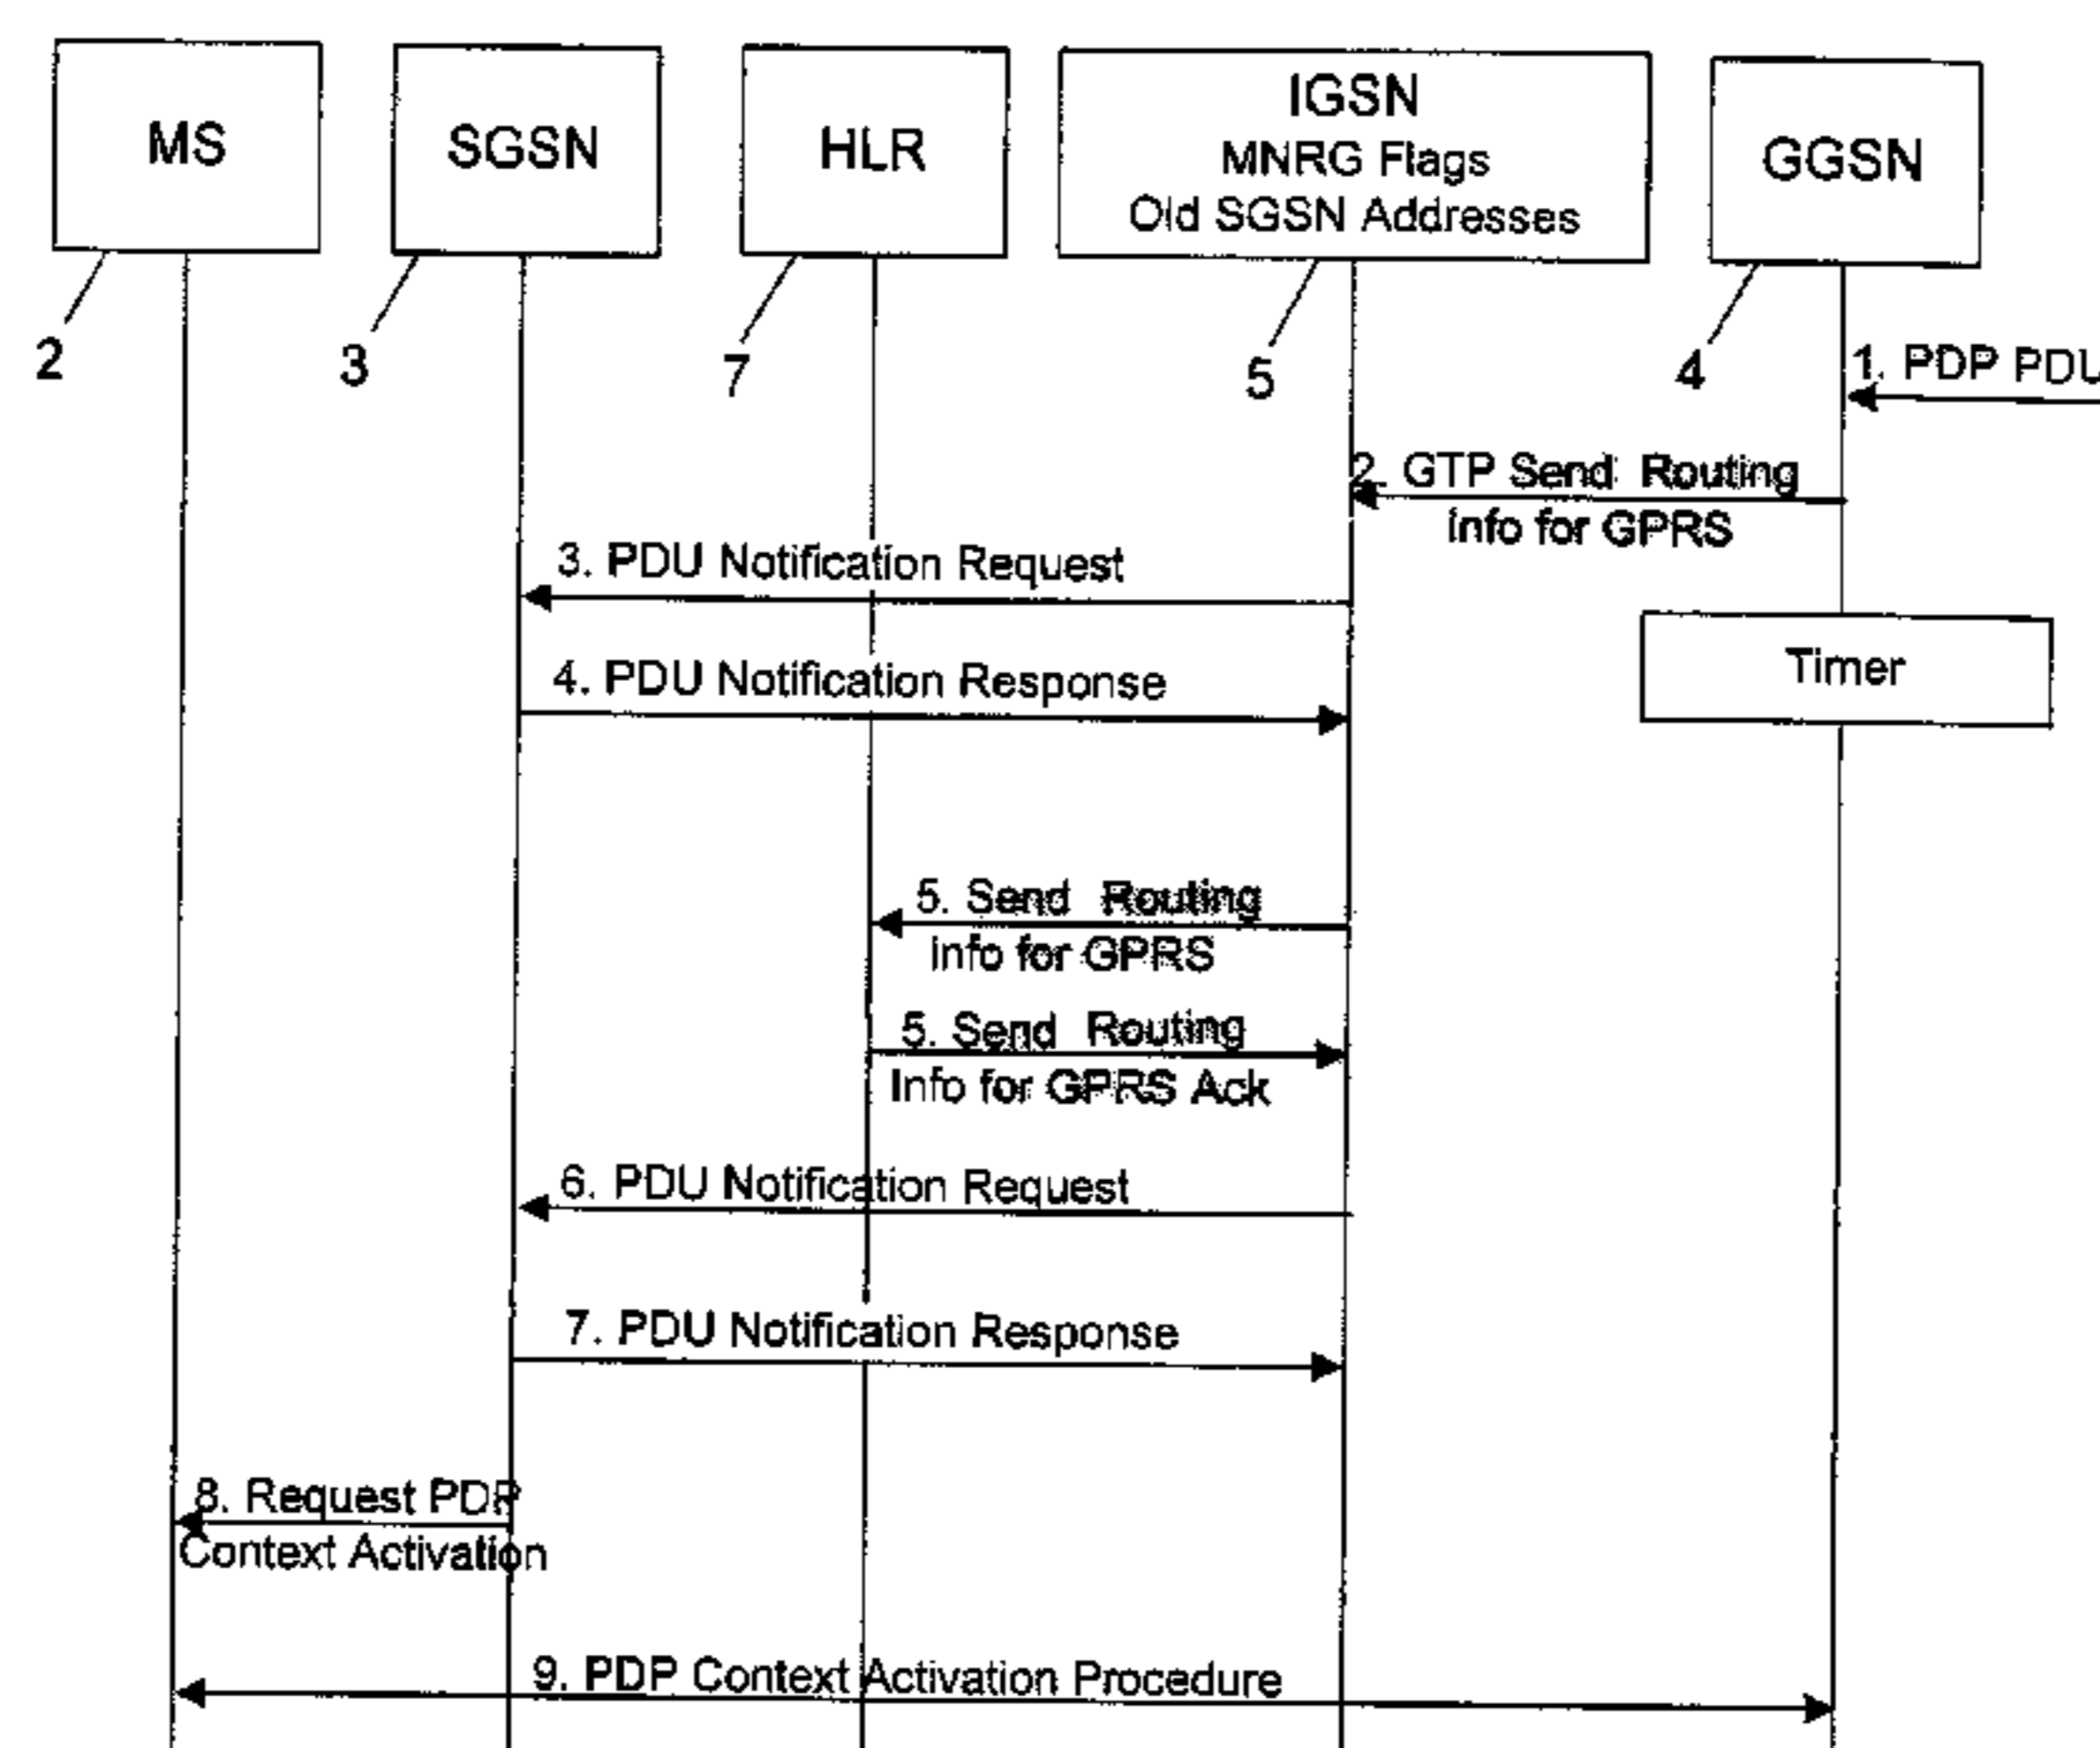 MS
SGSN
HLR
IGSN
MNRG Flags
Old SGSN Addresses
GGSN
2
3
7
5
4
1. PDP PDU
2. GTP Send Routing
Info for GPRS
3. PDU Notification Request
Timer
4. PDU Notification Response
5. Send Routing
Info for GPRS
5. Send Routing
Info for GPRS Ack
6. PDU Notification Request
7. PDU Notification Response
8. Request PDP
Context Activation
9. PDP Context Activation Procedure